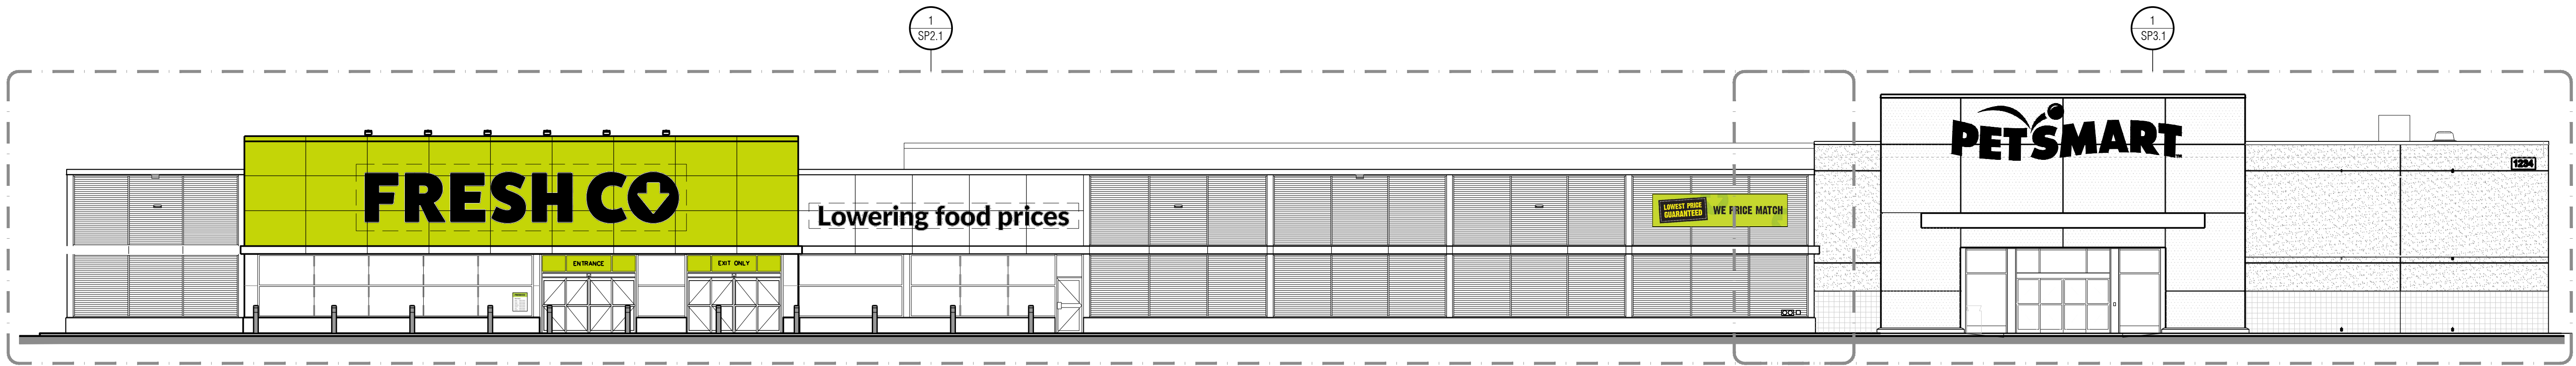 1
SP2.1
1
SP3.1
FRESH CO
Lowering food prices
LOWEST PRICE
GUARANTEED
WE PRICE MATCH
PETSMART
TM
1234
ENTRANCE
EXIT ONLY